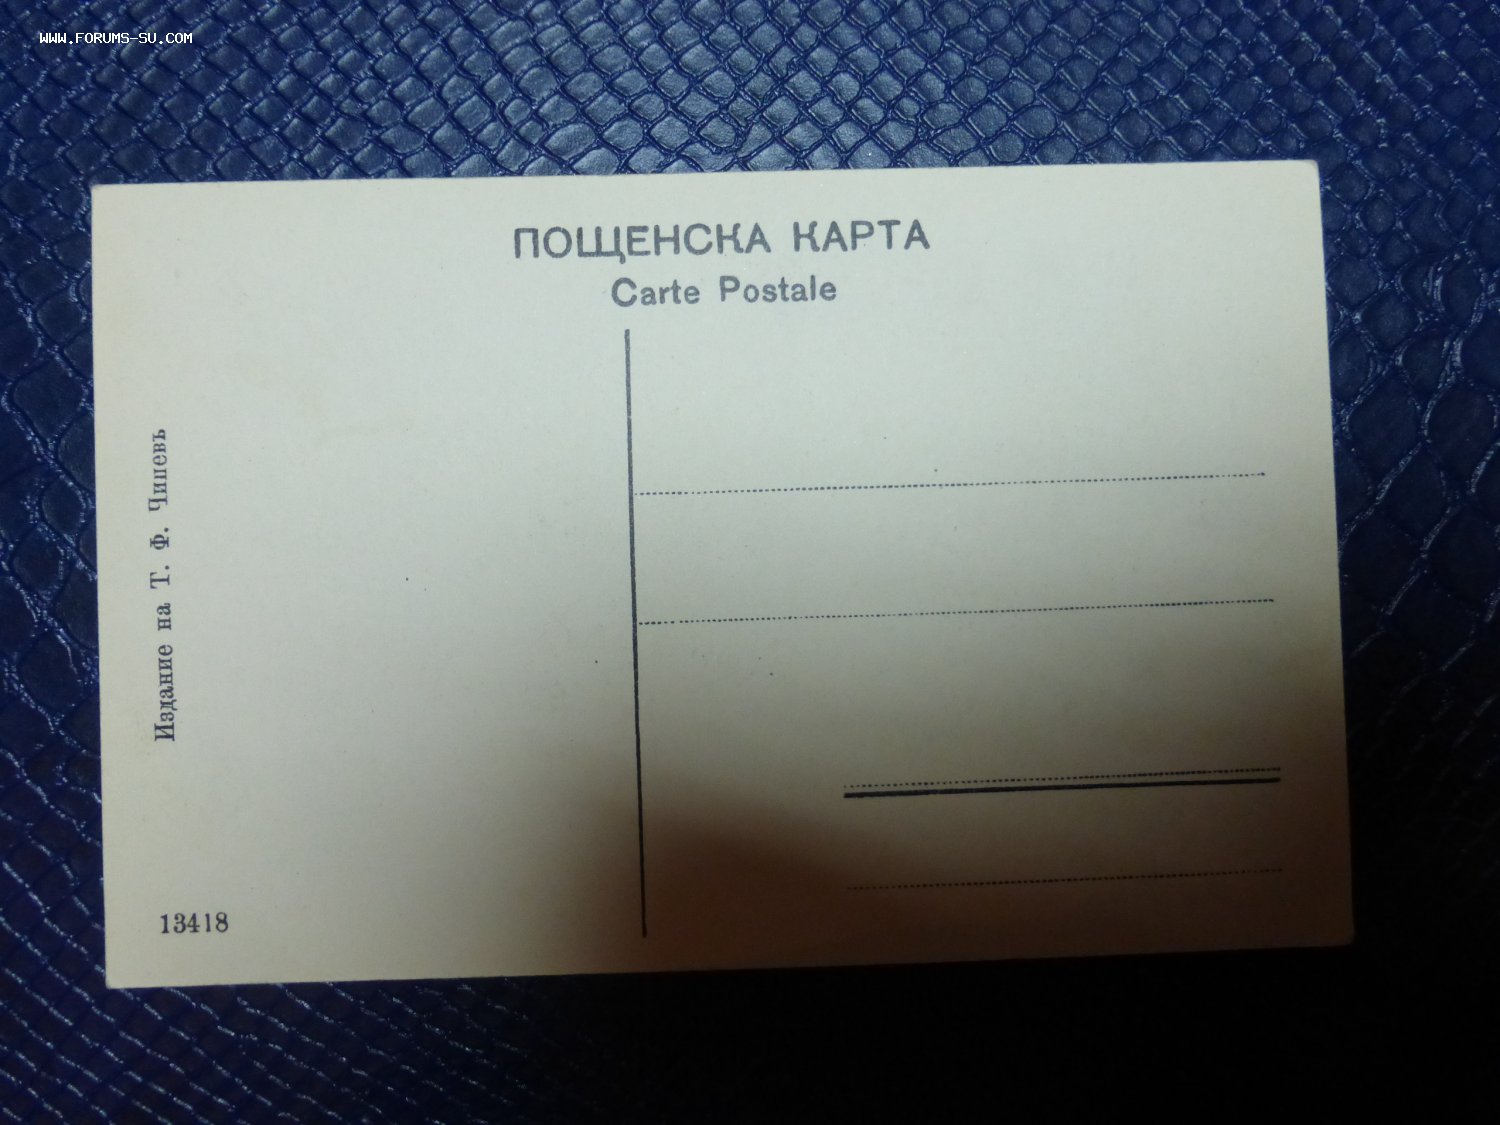 WWW.FORUMS-SU.COM
ПОЩЕНСКА КАРТА
Carte Postale
Издание на Т. Ф. Чипевъ
13418